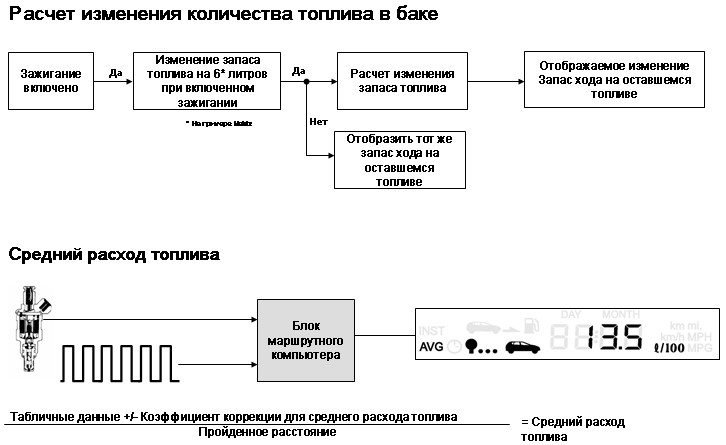 Расчет изменения количества топлива в баке
Зажигание
включено
Да
Изменение запаса
топлива на 6* литров
при включенном
зажигании
Да
Расчет изменения
запаса топлива
Отображаемое изменение
Запас хода на оставшемся
топливе
* На примере Matiz
Нет
Отобразить тот же
запас хода на
оставшемся
топливе
Средний расход топлива
Блок
маршрутного
компьютера
DAY MONTH
INST
AVG
13.5
km mi.
km/h MPH
ℓ/100 MPG
Табличные данные +/- Коэффициент коррекции для среднего расхода топлива
Пройденное расстояние
= Средний расход
топлива